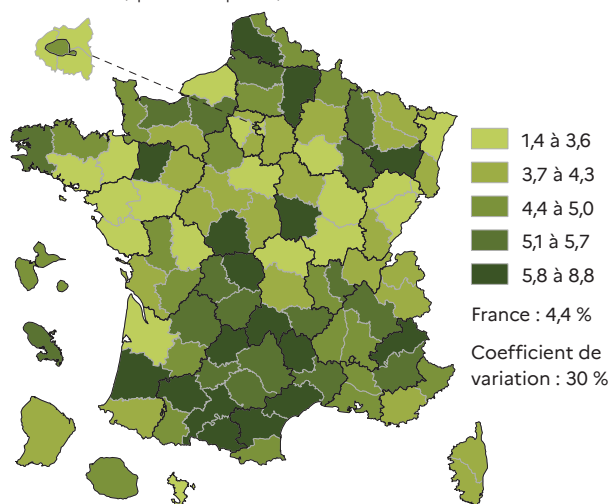 1,4 à 3,6
3,7 à 4,3
4,4 à 5,0
5,1 à 5,7
5,8 à 8,8
France : 4,4 %
Coefficient de
variation : 30 %